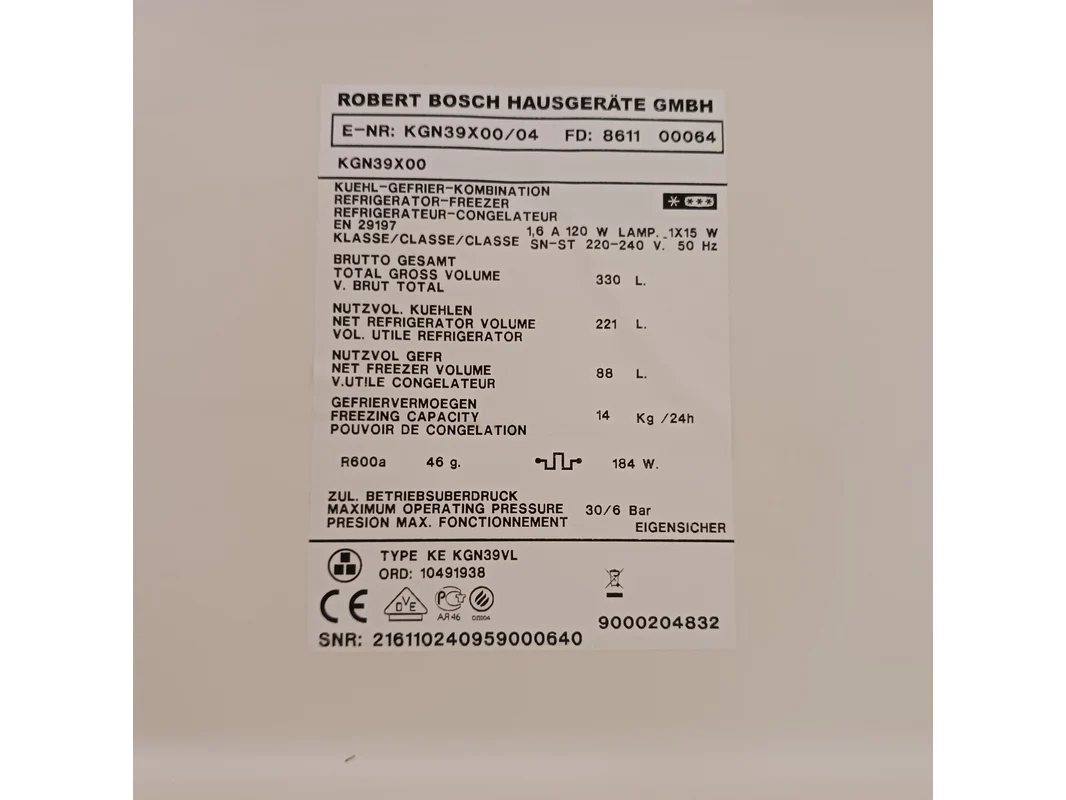 ROBERT BOSCH HAUSGERÄTE GMBH
E-NR: KGN39X00/04 FD: 8611 00064
KGN39X00
KUEHL-GEFRIER-KOMBINATION
REFRIGERATOR-FREEZER
REFRIGERATEUR-CONGELATEUR
EN 29197 1,6 A 120 W LAMP. 1X15 W
KLASSE/CLASSE/CLASSE SN-ST 220-240 V. 50 Hz
BRUTTO GESAMT
TOTAL GROSS VOLUME 330 L.
V. BRUT TOTAL
NUTZVOL. KUEHLEN
NET REFRIGERATOR VOLUME 221 L.
VOL. UTILE REFRIGERATOR
NUTZVOL GEFR
NET FREEZER VOLUME 88 L.
V.UTILE CONGELATEUR
GEFRIERVERMOEGEN
FREEZING CAPACITY 14 Kg /24h
POUVOIR DE CONGELATION
R600a 46 g. 184 W.
ZUL. BETRIEBSUBERDRUCK
MAXIMUM OPERATING PRESSURE 30/6 Bar
PRESION MAX. FONCTIONNEMENT EIGENSICHER
TYPE KE KGN39VL
ORD: 10491938
CE DVE PCT
АЯ46
9000204832
SNR: 216110240959000640